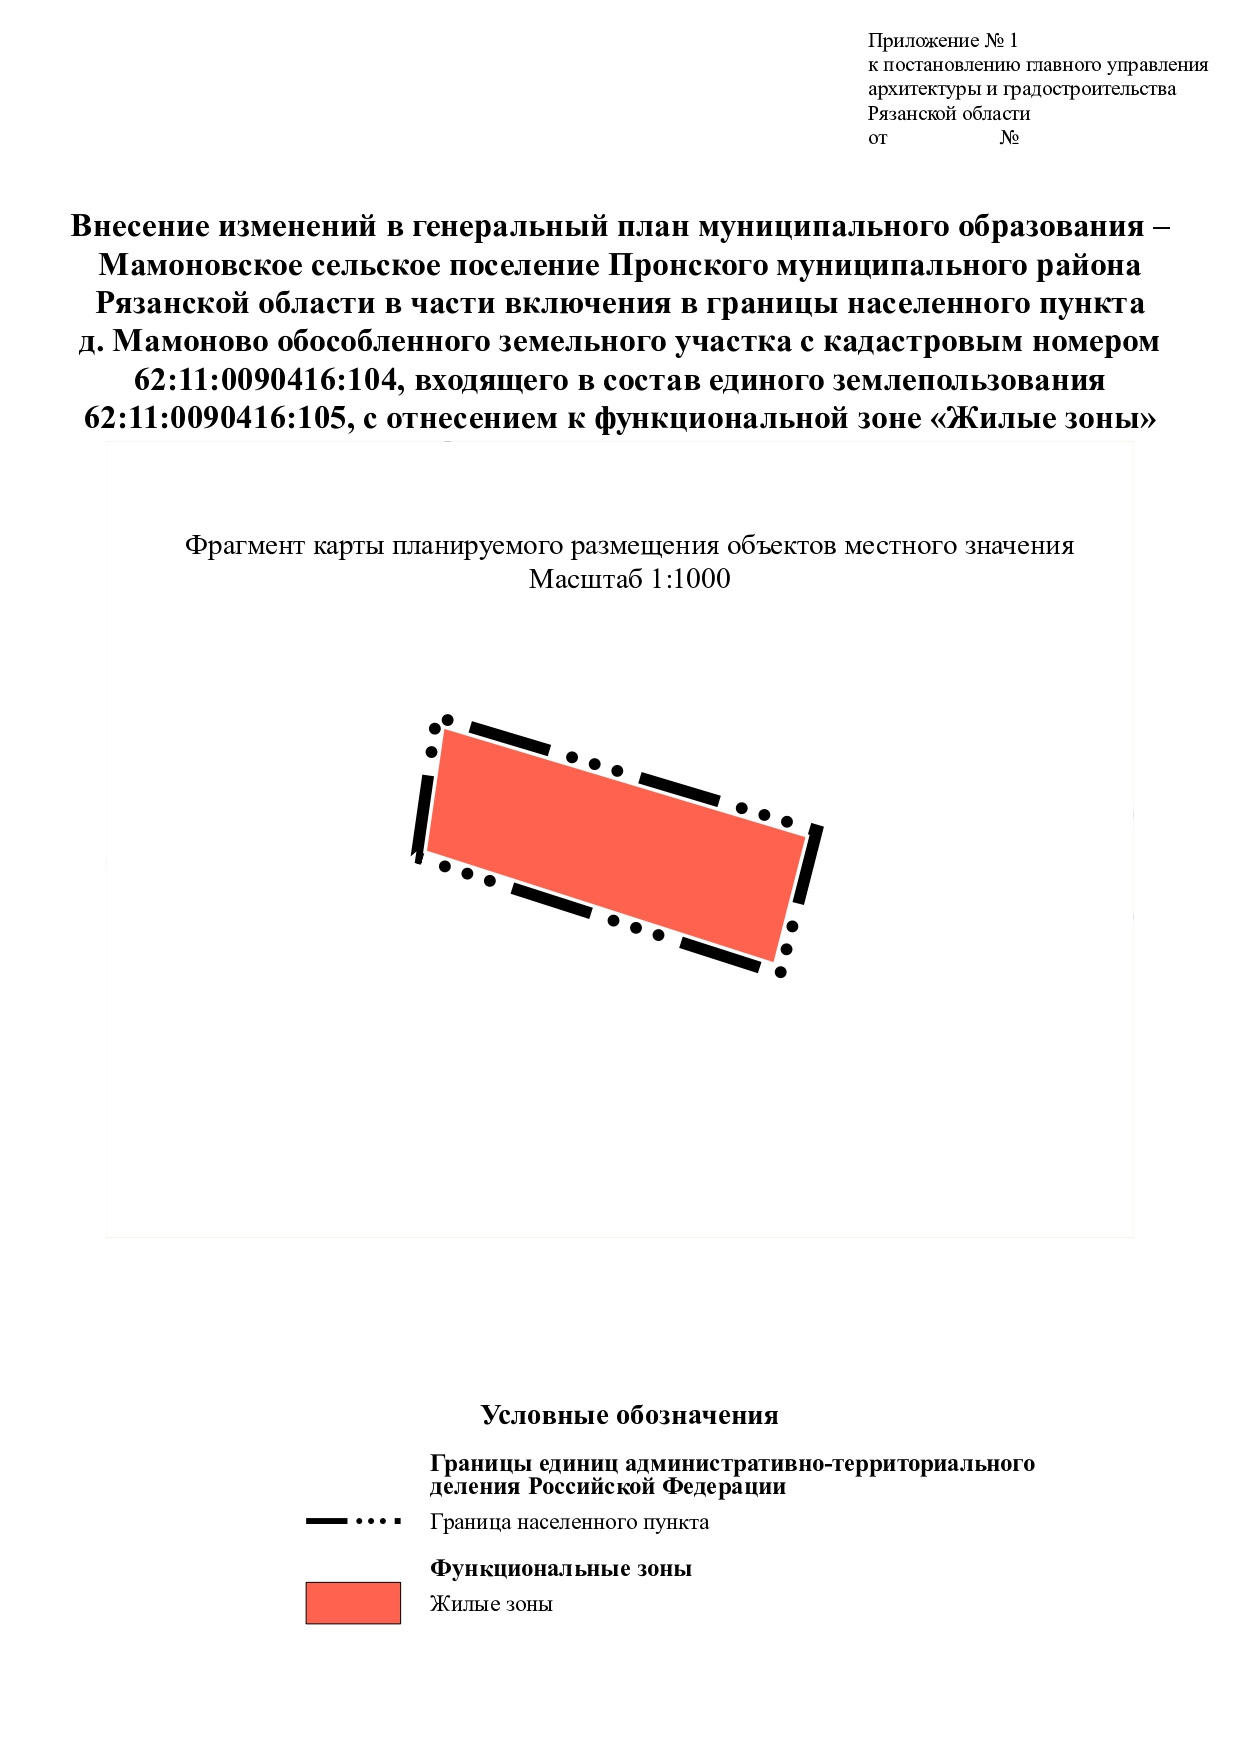 Приложение № 1
к постановлению главного управления
архитектуры и градостроительства
Рязанской области
от №
Внесение изменений в генеральный план муниципального образования –
Мамоновское сельское поселение Пронского муниципального района
Рязанской области в части включения в границы населенного пункта
д. Мамоново обособленного земельного участка с кадастровым номером
62:11:0090416:104, входящего в состав единого землепользования
62:11:0090416:105, с отнесением к функциональной зоне «Жилые зоны»
Фрагмент карты планируемого размещения объектов местного значения
Масштаб 1:1000
Условные обозначения
Границы единиц административно-территориального
деления Российской Федерации
Граница населенного пункта
Функциональные зоны
Жилые зоны